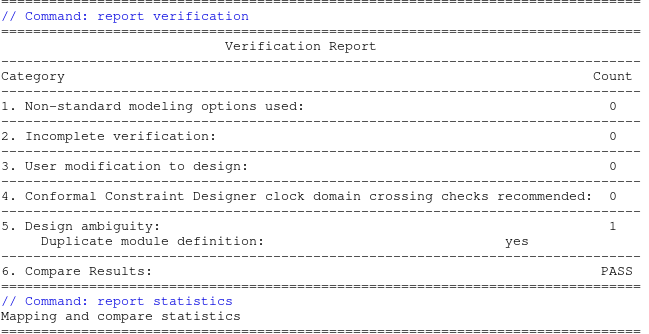 ================================================================================
// Command: report verification
================================================================================
                            Verification Report
--------------------------------------------------------------------------------
Category                                                                  Count
--------------------------------------------------------------------------------
1. Non-standard modeling options used:                                      0
--------------------------------------------------------------------------------
2. Incomplete verification:                                                 0
--------------------------------------------------------------------------------
3. User modification to design:                                             0
--------------------------------------------------------------------------------
4. Conformal Constraint Designer clock domain crossing checks recommended:  0
--------------------------------------------------------------------------------
5. Design ambiguity:                                                        1
     Duplicate module definition:                              yes
--------------------------------------------------------------------------------
6. Compare Results:                                                        PASS
================================================================================
// Command: report statistics
Mapping and compare statistics
================================================================================